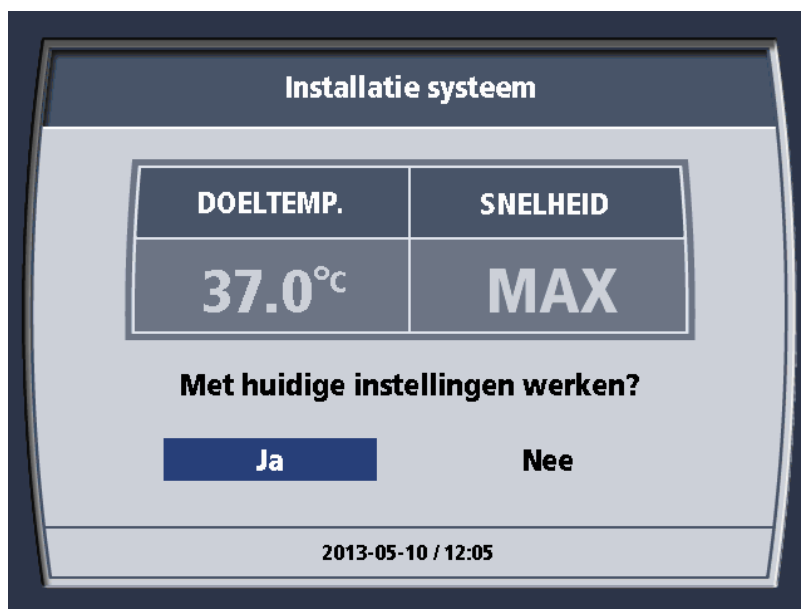 Installatie systeem
DOELTEMP. SNELHEID
37.0°C MAX
Met huidige instellingen werken?
Ja Nee
2013-05-10 / 12:05